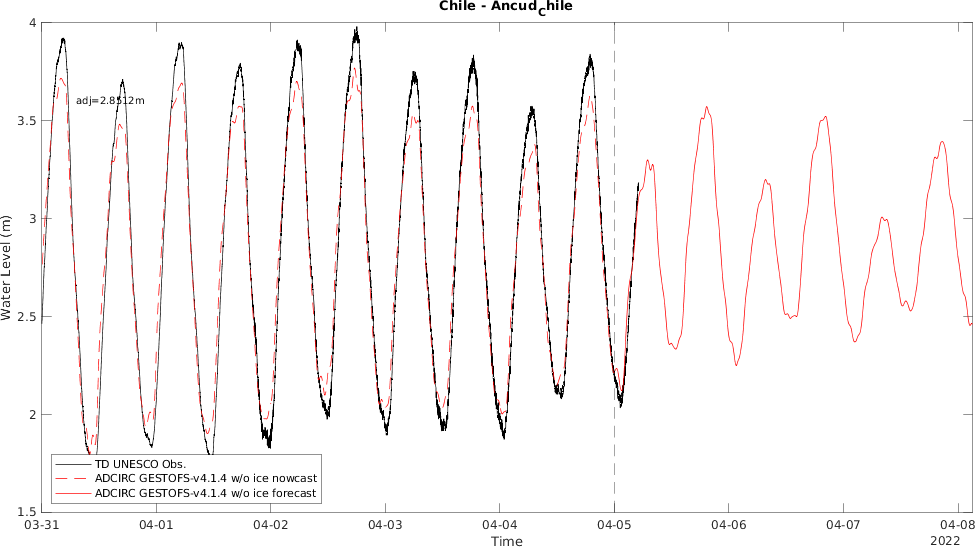 Chile - Ancud_Chile
4
3.5
3
2.5
2
1.5
Water Level (m)
adj=2.8512m
TD UNESCO Obs.
ADCIRC GESTOFS-v4.1.4 w/o ice nowcast
ADCIRC GESTOFS-v4.1.4 w/o ice forecast
03-31 04-01 04-02 04-03 04-04 04-05 04-06 04-07 04-08
Time
2022